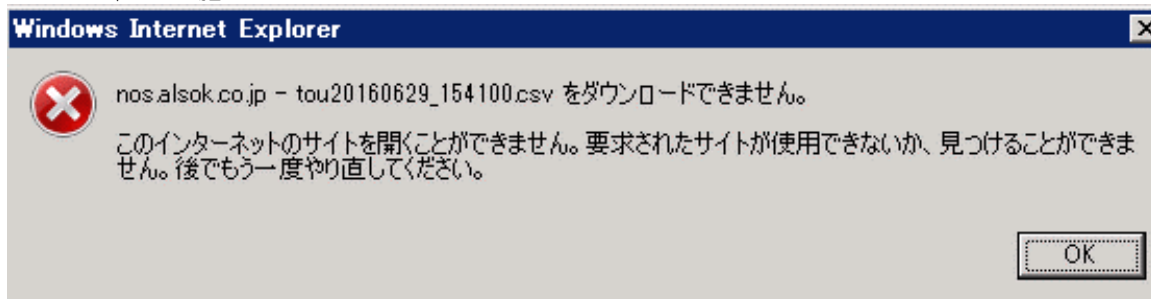 Windows Internet Explorer
nos.alsok.co.jp - tou20160629_154100.csv をダウンロードできません。
このインターネットのサイトを開くことができません。要求されたサイトが使用できないか、見つけることができま
せん。後でもう一度やり直してください。
OK